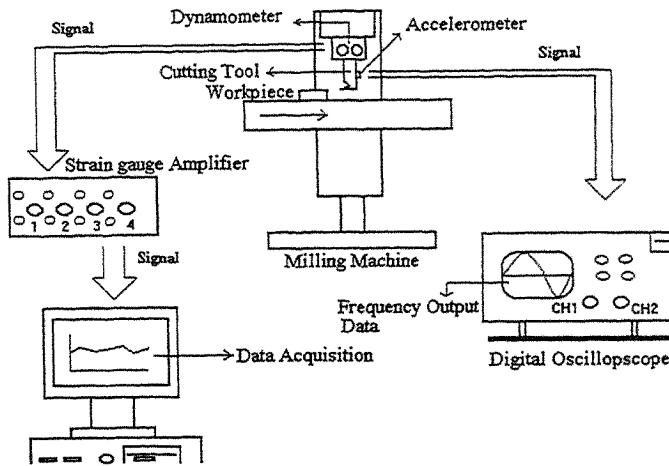 Dynamometer
Accelerometer
Signal
Signal
Cutting Tool
Workpiece
Strain gauge Amplifier
1 2 3 4
Signal
Milling Machine
Frequency Output
Data
CH1 CH2
Data Acquisition
Digital Oscillopscope